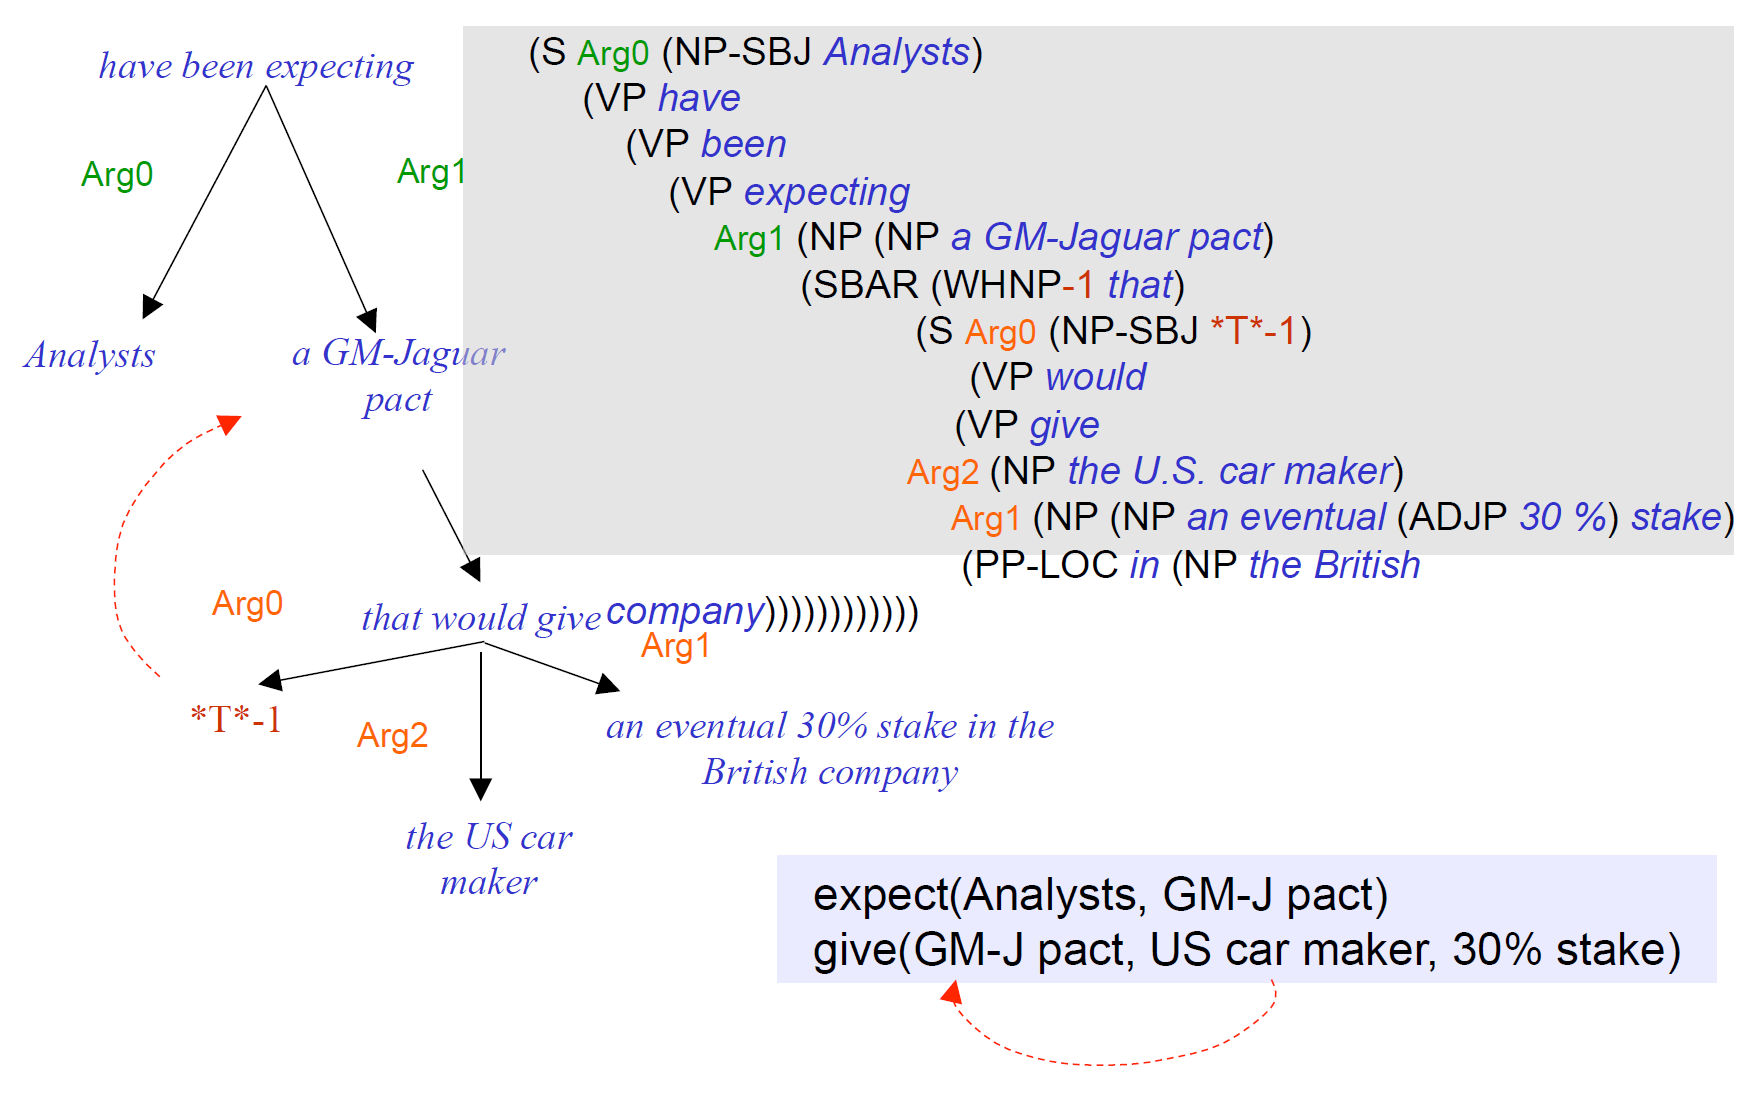 have been expecting
Arg0
Arg1
Analysts
a GM-Jaguar
pact
(S Arg0 (NP-SBJ Analysts)
(VP have
(VP been
(VP expecting
Arg1 (NP (NP a GM-Jaguar pact)
(SBAR (WHNP-1 that)
(S Arg0 (NP-SBJ *T*-1)
(VP would
(VP give
Arg2 (NP the U.S. car maker)
Arg1 (NP (NP an eventual (ADJP 30 %) stake)
(PP-LOC in (NP the British
company))))))))))))
that would give
Arg0
Arg1
*T*-1
Arg2
an eventual 30% stake in the
British company
the US car
maker
expect(Analysts, GM-J pact)
give(GM-J pact, US car maker, 30% stake)